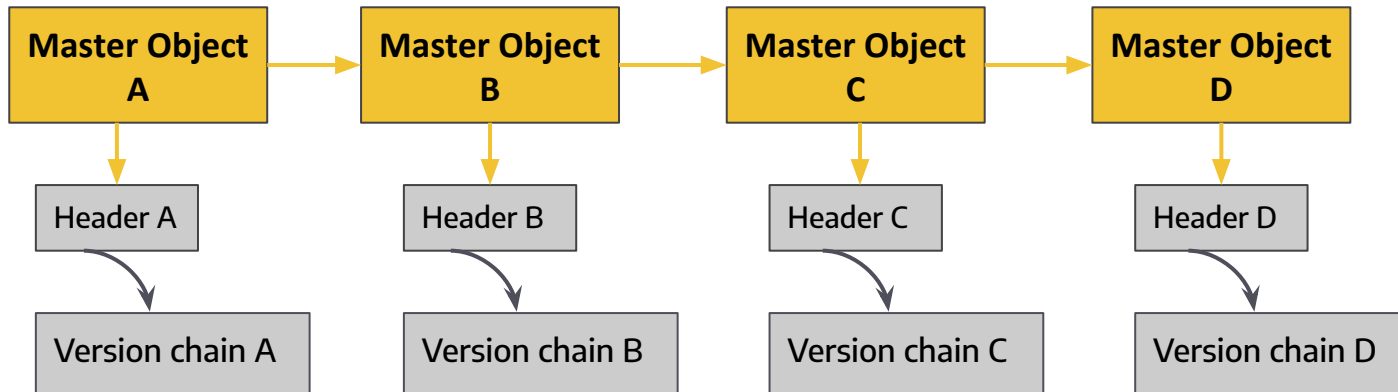 Master Object
A
Master Object
B
Master Object
C
Master Object
D
Header A
Header B
Header C
Header D
Version chain A
Version chain B
Version chain C
Version chain D